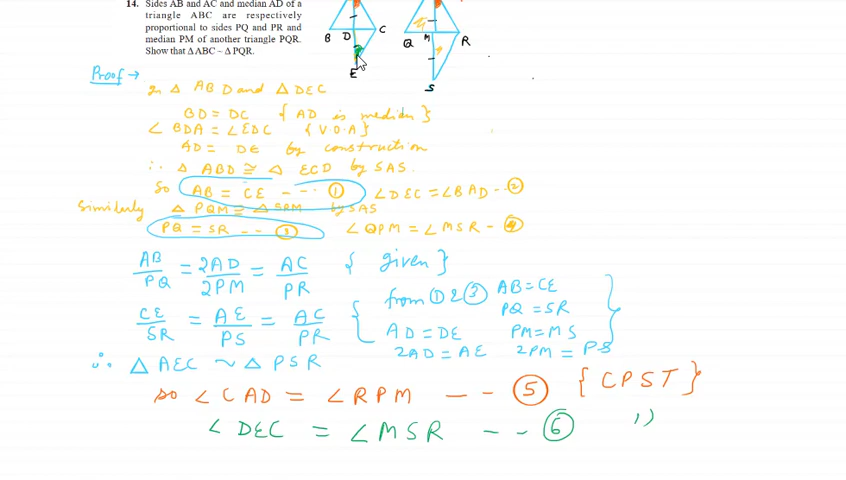 14. Sides AB and AC and median AD of a
triangle ABC are respectively
proportional to sides PQ and PR and
median PM of another triangle PQR.
Show that ΔABC ~ ΔPQR.
B D C
E
Q M R
S
Proof →
In Δ ABD and Δ DEC
BD = DC { AD is median }
∠ BDA = ∠EDC { V O A }
AD = DE by construction
∴ Δ ABD ≅ Δ ECD by SAS.
So AB = CE --- ① ∠DEC = ∠BAD -- ②
Similarly Δ PQM ≅ Δ SRM by SAS
PQ = SR -- ③ ∠QPM = ∠MSR - ④
AB/PQ = 2AD/2PM = AC/PR { given }
CE/SR = AE/PS = AC/PR { from ① & ③ AB = CE
PQ = SR
AD = DE PM = MS
2AD = AE 2PM = PS }
∴ Δ AEC ~ Δ PSR
so ∠ CAD = ∠ RPM -- -- ⑤ { CPST }
∠ DEC = ∠ MSR -- -- ⑥ ''